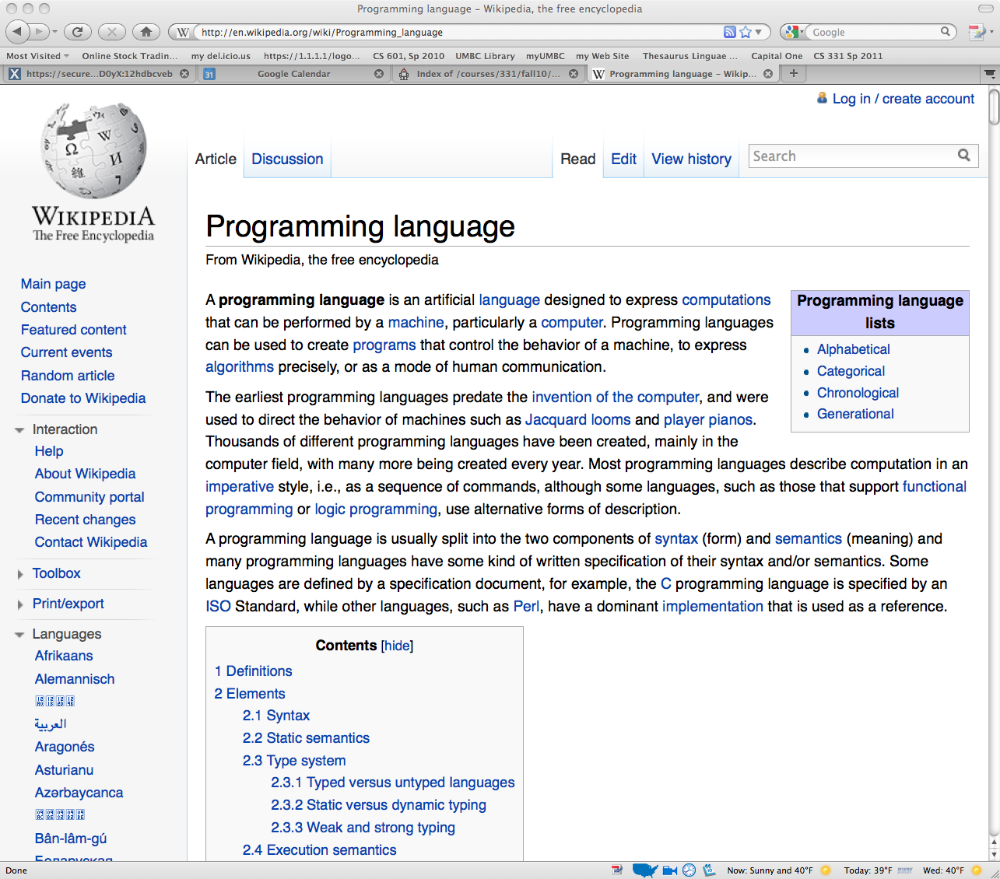 Programming language – Wikipedia, the free encyclopedia
http://en.wikipedia.org/wiki/Programming_language
Google
Most Visited
Online Stock Tradin...
my del.icio.us
https://1.1.1.1/logo...
CS 601, Sp 2010
UMBC Library
myUMBC
my Web Site
Thesaurus Linguae ...
Capital One
CS 331 Sp 2011
https://secure...D0yX:12hdbcveb
31
Google Calendar
Index of /courses/331/fall10/...
W Programming language – Wikip...
Log in / create account
Article
Discussion
Read
Edit
View history
Search
WIKIPEDIA
The Free Encyclopedia
Main page
Contents
Featured content
Current events
Random article
Donate to Wikipedia
Interaction
Help
About Wikipedia
Community portal
Recent changes
Contact Wikipedia
Toolbox
Print/export
Languages
Afrikaans
Alemannisch
العربية
Aragonés
Asturianu
Azərbaycanca
Bân-lâm-gú
Беларуская
Programming language
From Wikipedia, the free encyclopedia
A programming language is an artificial language designed to express computations
that can be performed by a machine, particularly a computer. Programming languages
can be used to create programs that control the behavior of a machine, to express
algorithms precisely, or as a mode of human communication.
The earliest programming languages predate the invention of the computer, and were
used to direct the behavior of machines such as Jacquard looms and player pianos.
Thousands of different programming languages have been created, mainly in the
computer field, with many more being created every year. Most programming languages describe computation in an
imperative style, i.e., as a sequence of commands, although some languages, such as those that support functional
programming or logic programming, use alternative forms of description.
A programming language is usually split into the two components of syntax (form) and semantics (meaning) and
many programming languages have some kind of written specification of their syntax and/or semantics. Some
languages are defined by a specification document, for example, the C programming language is specified by an
ISO Standard, while other languages, such as Perl, have a dominant implementation that is used as a reference.
Programming language
lists
Alphabetical
Categorical
Chronological
Generational
Contents [hide]
1 Definitions
2 Elements
2.1 Syntax
2.2 Static semantics
2.3 Type system
2.3.1 Typed versus untyped languages
2.3.2 Static versus dynamic typing
2.3.3 Weak and strong typing
2.4 Execution semantics
Done
Now: Sunny and 40°F
Today: 39°F
Wed: 40°F